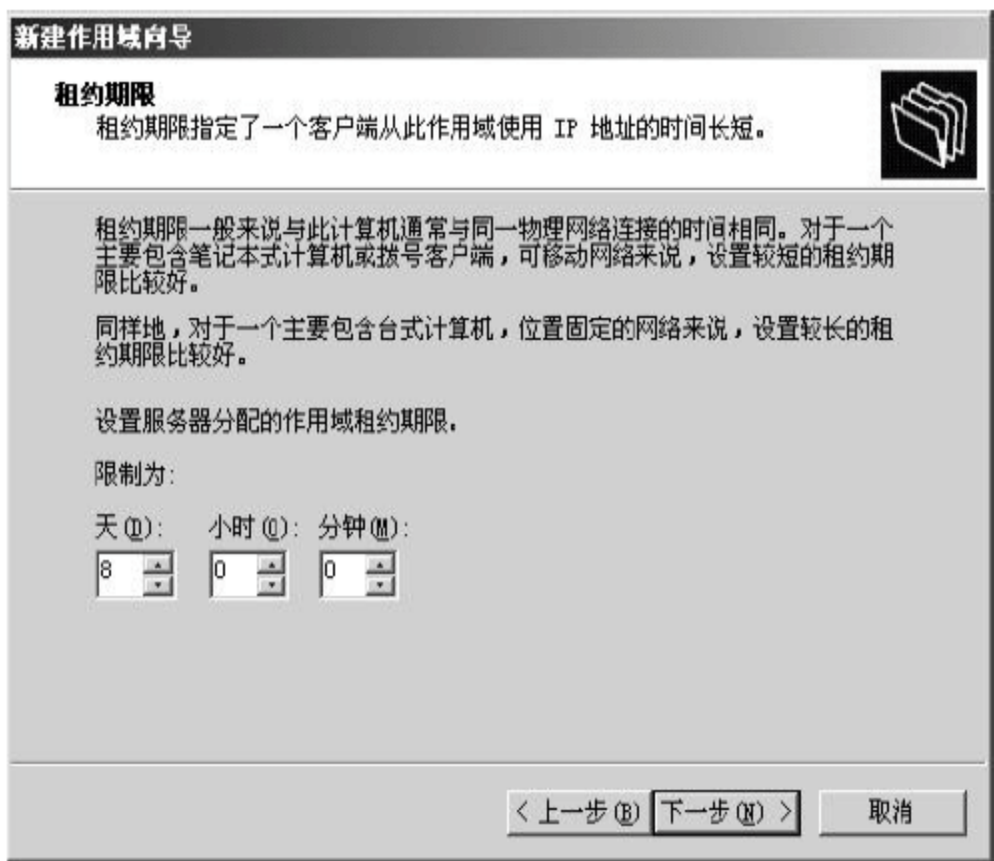 新建作用域向导
租约期限
租约期限指定了一个客户端从此作用域使用 IP 地址的时间长短。
租约期限一般来说与此计算机通常与同一物理网络连接的时间相同。对于一个
主要包含笔记本式计算机或拨号客户端，可移动网络来说，设置较短的租约期
限比较好。
同样地，对于一个主要包含台式计算机，位置固定的网络来说，设置较长的租
约期限比较好。
设置服务器分配的作用域租约期限。
限制为:
天(D): 小时(O): 分钟(M):
8 0 0
< 上一步(B) 下一步(N) > 取消